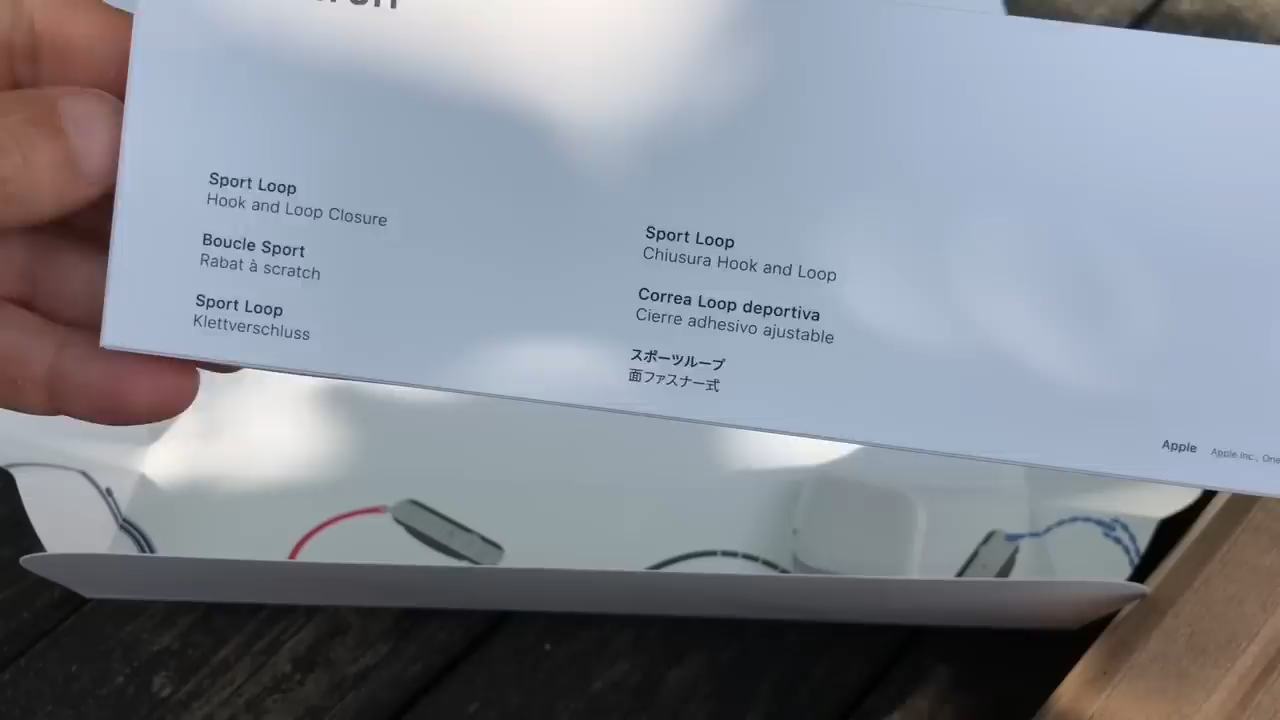 Sport Loop
Hook and Loop Closure
Boucle Sport
Rabat à scratch
Sport Loop
Klettverschluss
Sport Loop
Chiusura Hook and Loop
Correa Loop deportiva
Cierre adhesivo ajustable
スポーツループ
面ファスナー式
Apple Apple Inc., One